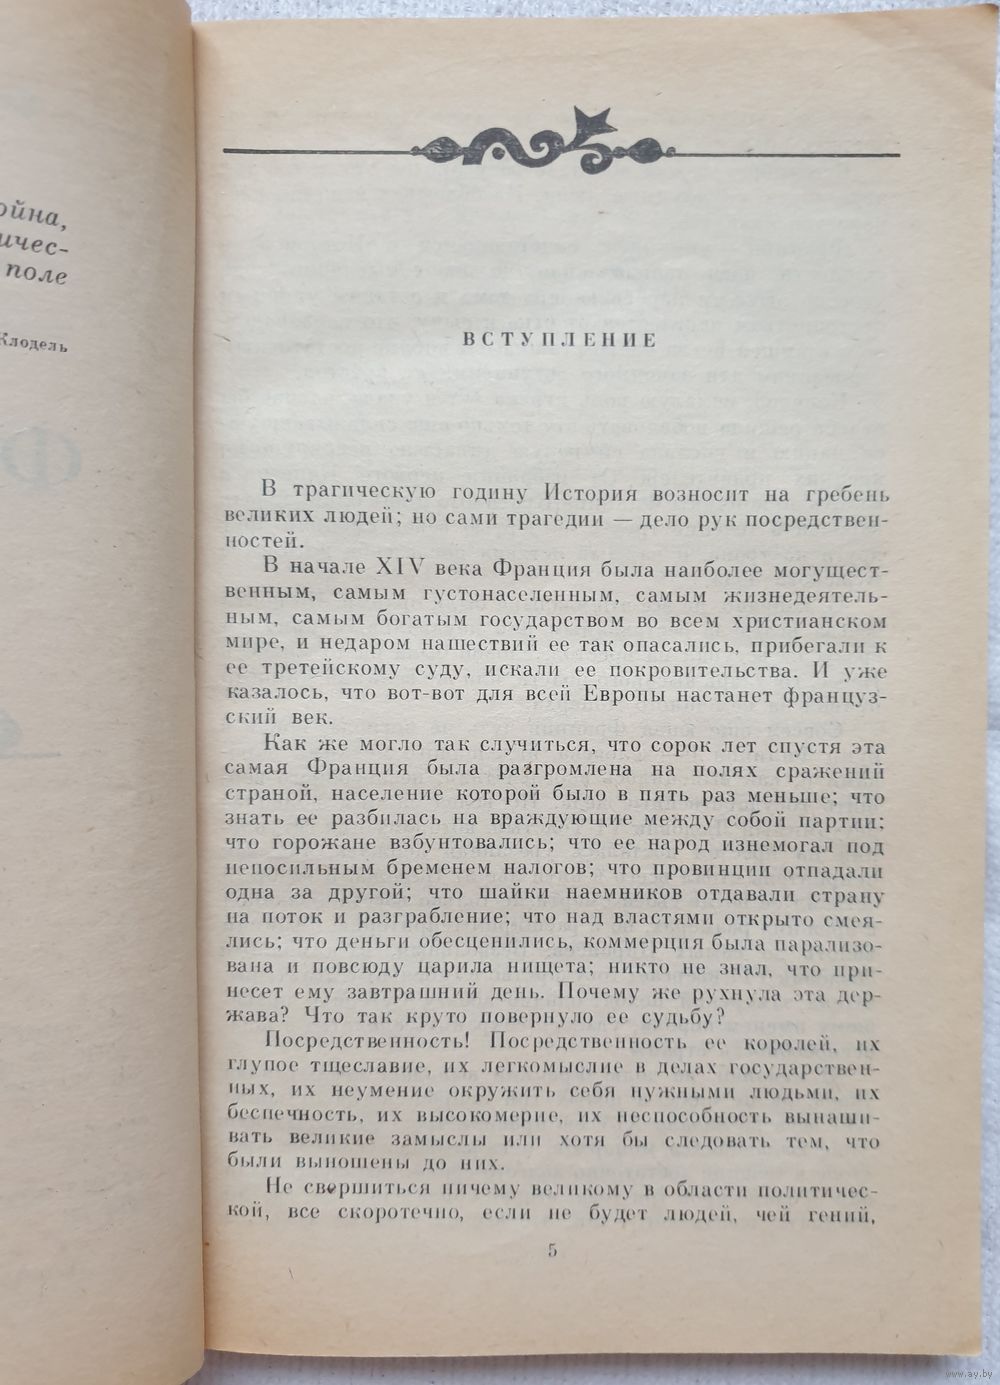 ойна,
ичес-
поле
Клодель
Ф
ВСТУПЛЕНИЕ
В трагическую годину История возносит на гребень
великих людей; но сами трагедии — дело рук посредствен-
ностей.
В начале XIV века Франция была наиболее могущест-
венным, самым густонаселенным, самым жизнедеятель-
ным, самым богатым государством во всем христианском
мире, и недаром нашествий ее так опасались, прибегали к
ее третейскому суду, искали ее покровительства. И уже
казалось, что вот-вот для всей Европы настанет француз-
ский век.
Как же могло так случиться, что сорок лет спустя эта
самая Франция была разгромлена на полях сражений
страной, население которой было в пять раз меньше; что
знать ее разбилась на враждующие между собой партии;
что горожане взбунтовались; что ее народ изнемогал под
непосильным бременем налогов; что провинции отпадали
одна за другой; что шайки наемников отдавали страну
на поток и разграбление; что над властями открыто смея-
лись; что деньги обесценились, коммерция была парализо-
вана и повсюду царила нищета; никто не знал, что при-
несет ему завтрашний день. Почему же рухнула эта дер-
жава? Что так круто повернуло ее судьбу?
Посредственность! Посредственность ее королей, их
глупое тщеславие, их легкомыслие в делах государствен-
ных, их неумение окружить себя нужными людьми, их
беспечность, их высокомерие, их неспособность вынаши-
вать великие замыслы или хотя бы следовать тем, что
были выношены до них.
Не свершиться ничему великому в области политичес-
кой, все скоротечно, если не будет людей, чей гений,
5
www.ay.by